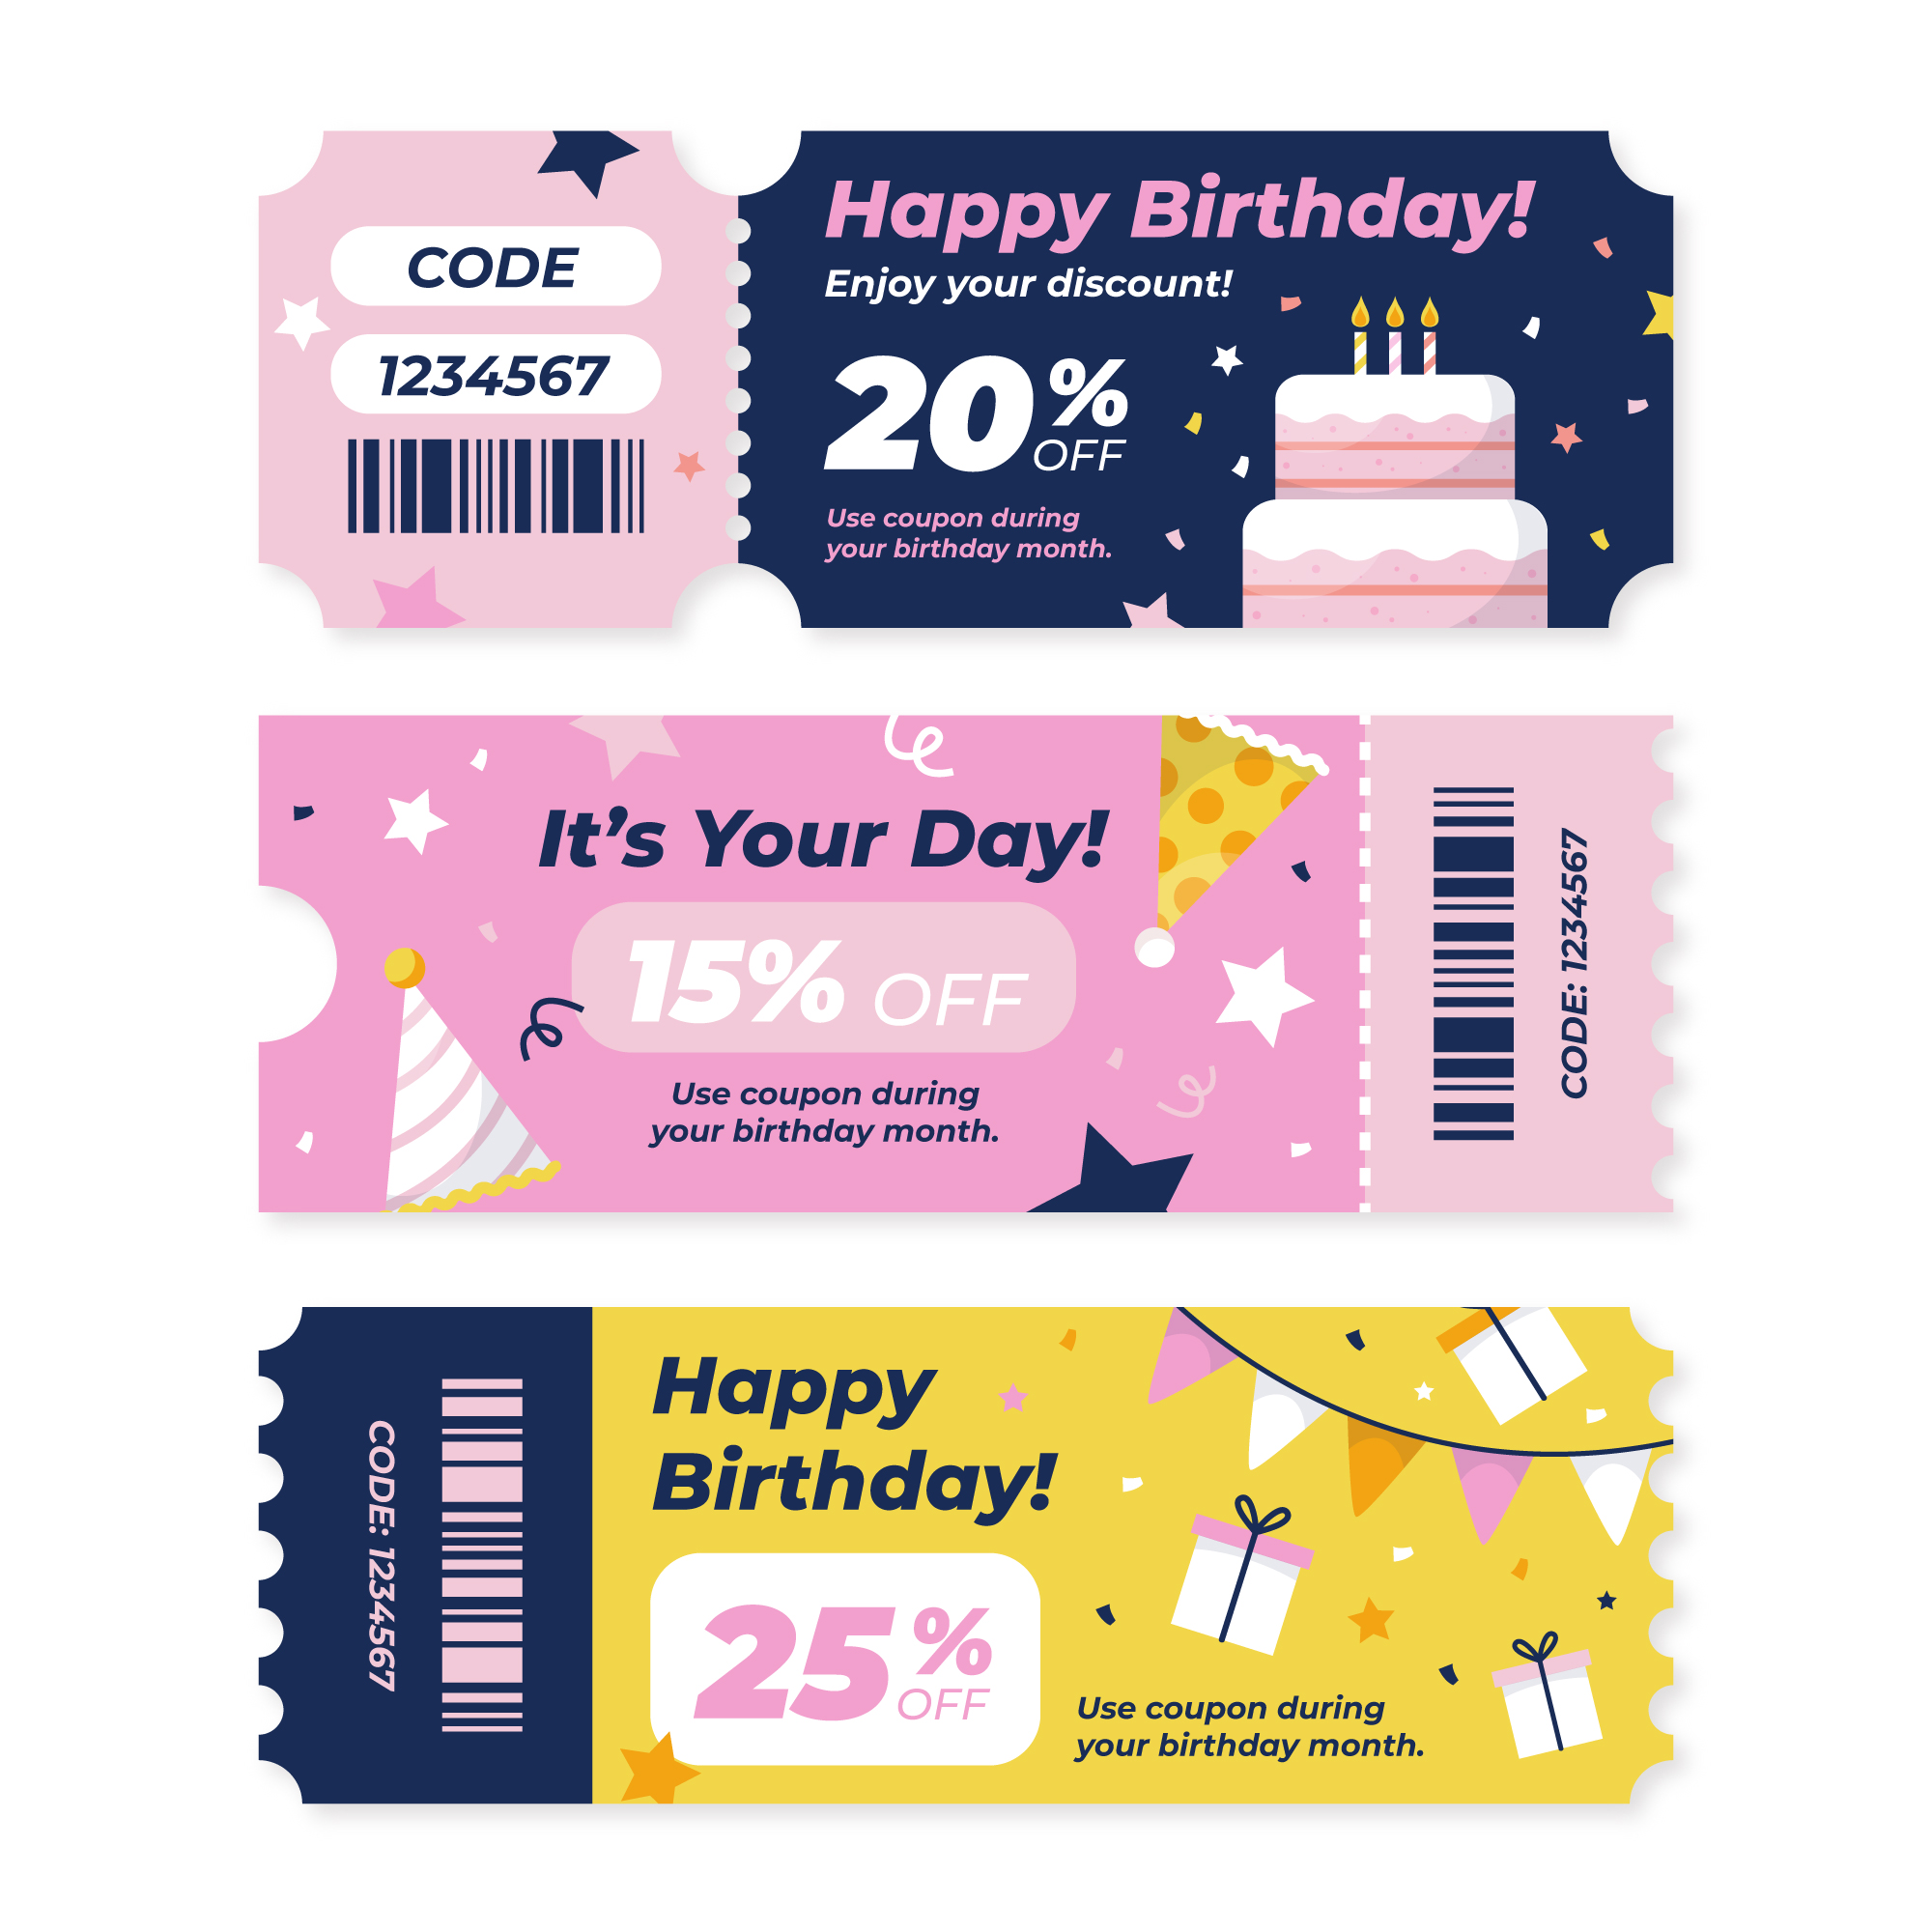 CODE
1234567
Happy Birthday!
Enjoy your discount!
20%
OFF
Use coupon during
your birthday month.
It’s Your Day!
15% OFF
Use coupon during
your birthday month.
CODE: 1234567
CODE: 1234567
Happy
Birthday!
25%
OFF
Use coupon during
your birthday month.